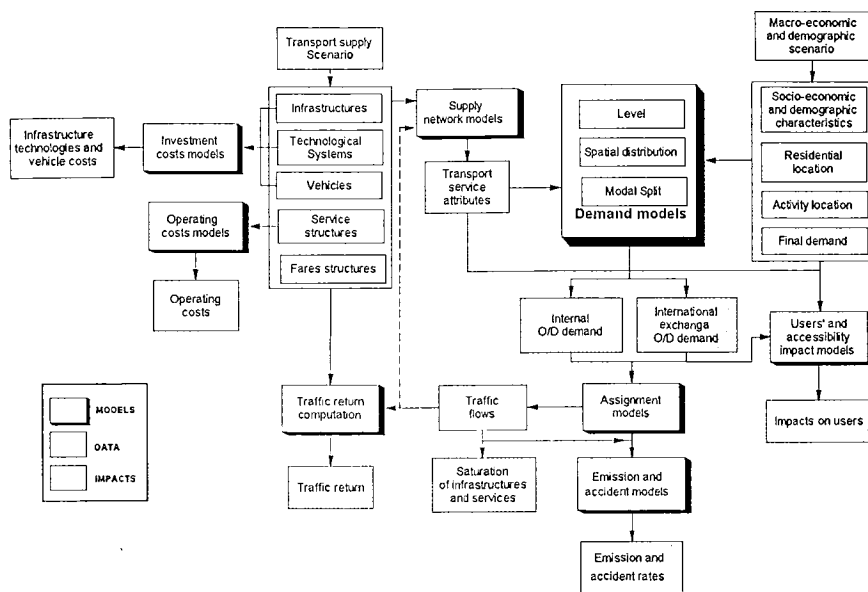 Transport supply
Scenario
Macro-economic
and demographic
scenario
Infrastructures
Technological
Systems
Vehicles
Service
structures
Fares structures
Supply
network models
Transport
service
attributes
Level
Spatial distribution
Modal Split
Demand models
Socio-economic
and demographic
characteristics
Residential
location
Activity location
Final demand
Infrastructure
technologies and
vehicle costs
Investment
costs models
Operating
costs models
Operating
costs
Internal
O/D demand
International
exchanga
O/D demand
Users' and
accessibility
impact models
Impacts on users
Traffic return
computation
Traffic
flows
Assignment
models
Traffic return
Saturation
of infrastructures
and services
Emission and
accident models
Emission and
accident rates
MODELS
DATA
IMPACTS